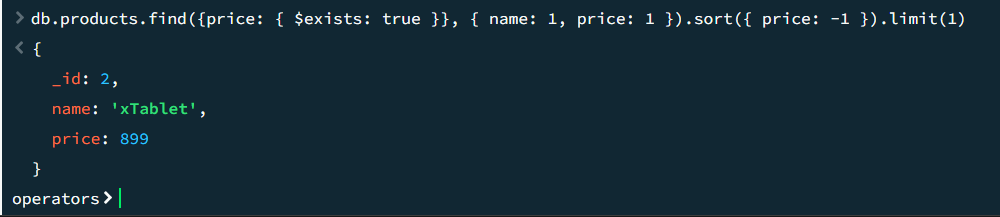 > db.products.find({price: { $exists: true }}, { name: 1, price: 1 }).sort({ price: -1 }).limit(1)
< {
_id: 2,
name: 'xTablet',
price: 899
}
operators>